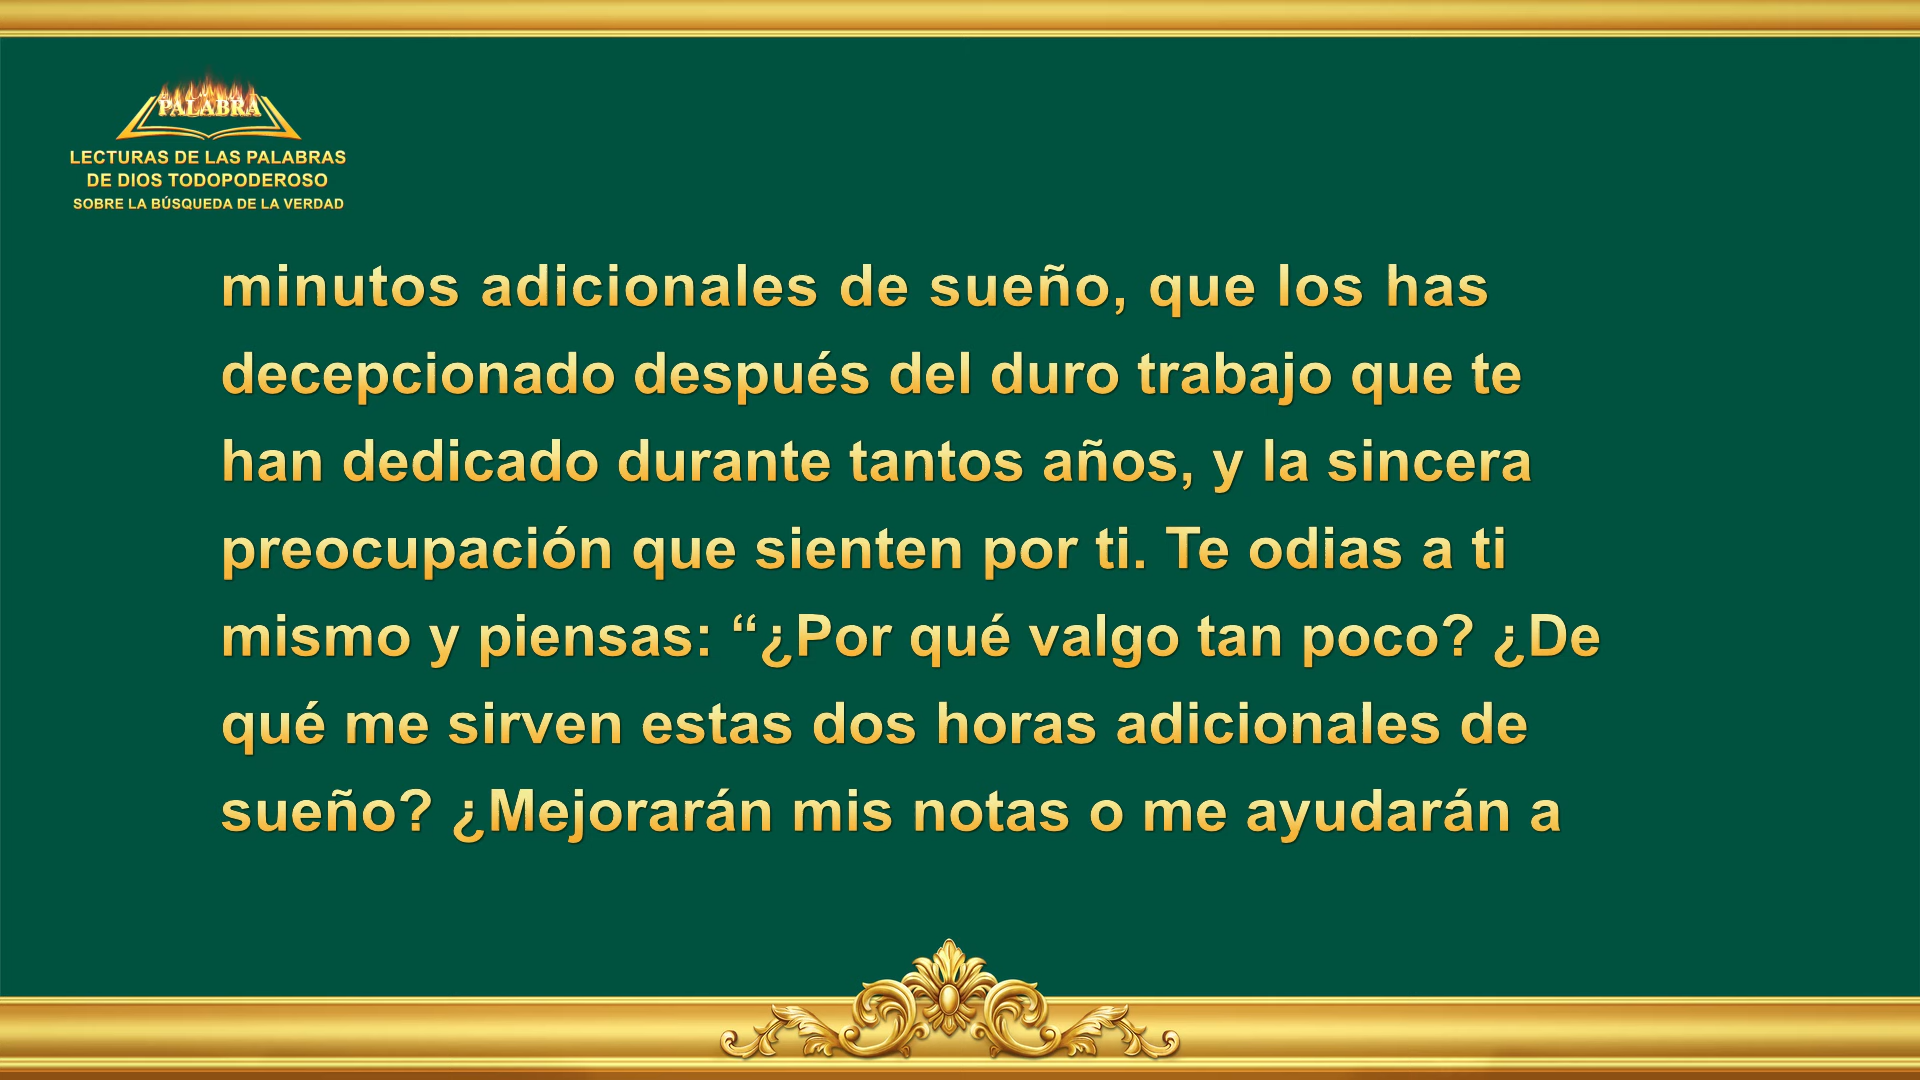 PALABRA
LECTURAS DE LAS PALABRAS
DE DIOS TODOPODEROSO
SOBRE LA BÚSQUEDA DE LA VERDAD
minutos adicionales de sueño, que los has
decepcionado después del duro trabajo que te
han dedicado durante tantos años, y la sincera
preocupación que sienten por ti. Te odias a ti
mismo y piensas: “¿Por qué valgo tan poco? ¿De
qué me sirven estas dos horas adicionales de
sueño? ¿Mejorarán mis notas o me ayudarán a